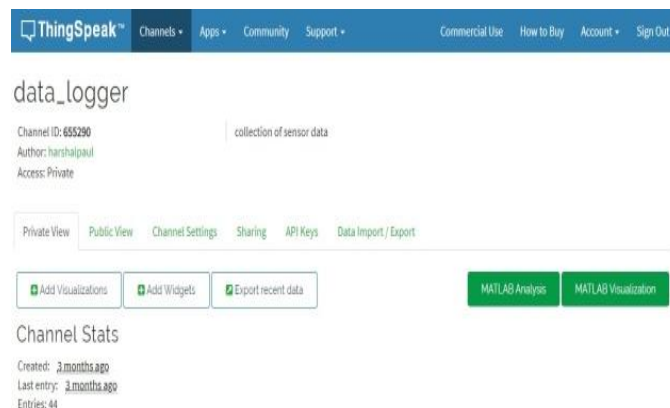 ThingSpeak™ Channels Apps Community Support Commercial Use How to Buy Account Sign Out
data_logger
Channel ID: 655290
Author: harshalpaul
Access: Private
collection of sensor data
Private View Public View Channel Settings Sharing API Keys Data Import / Export
Add Visualizations Add Widgets Export recent data MATLAB Analysis MATLAB Visualization
Channel Stats
Created: 3 months ago
Last entry: 3 months ago
Entries: 44